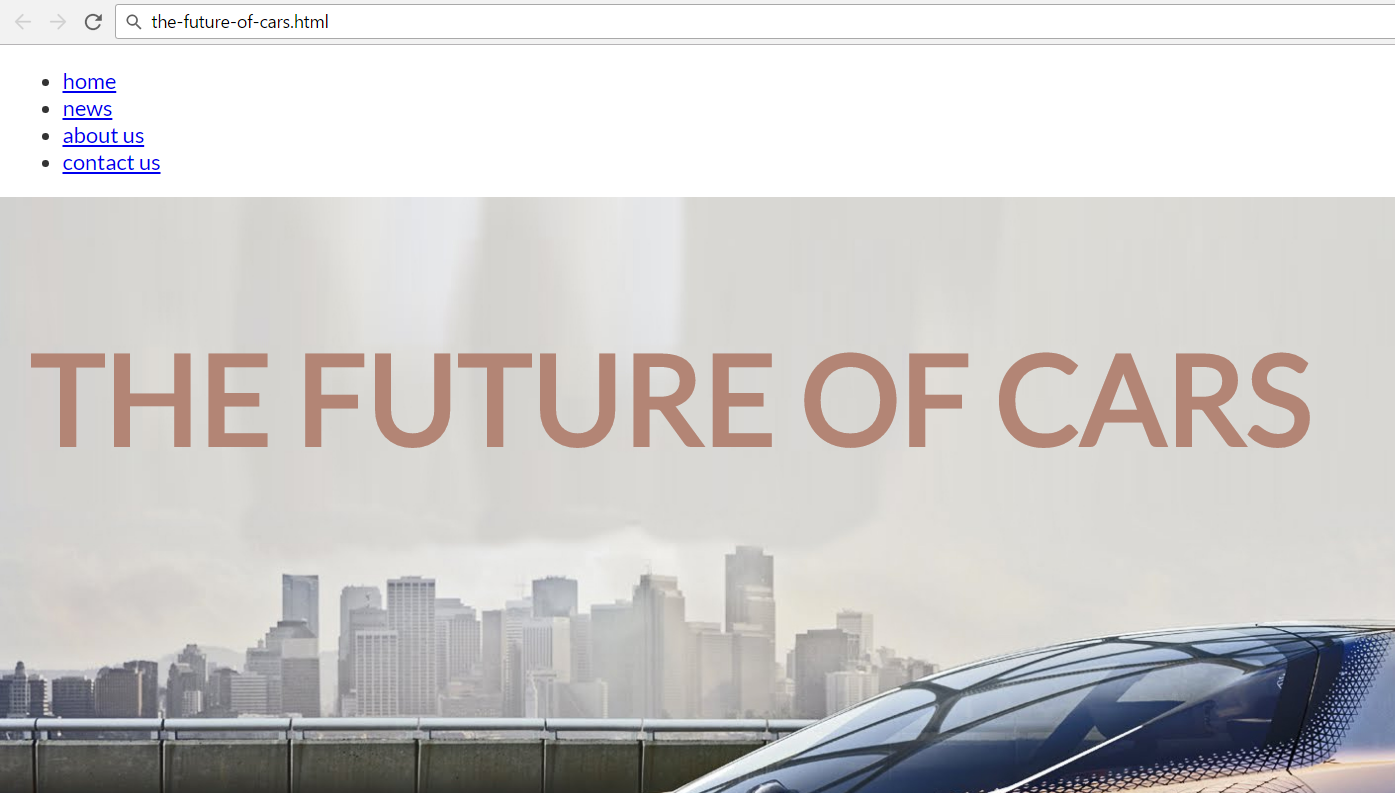 the-future-of-cars.html
home
news
about us
contact us
THE FUTURE OF CARS